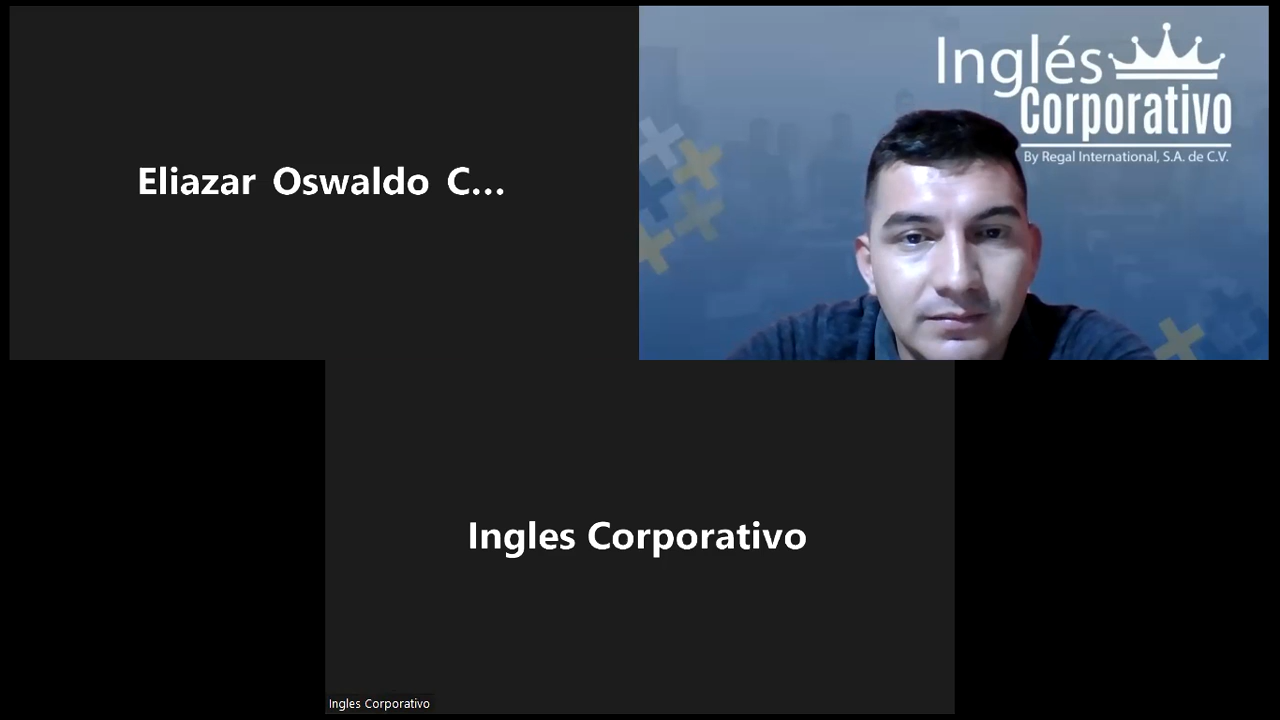 Eliazar Oswaldo C...
Inglés
Corporativo
By Regal International, S.A. de C.V.
Ingles Corporativo
Ingles Corporativo